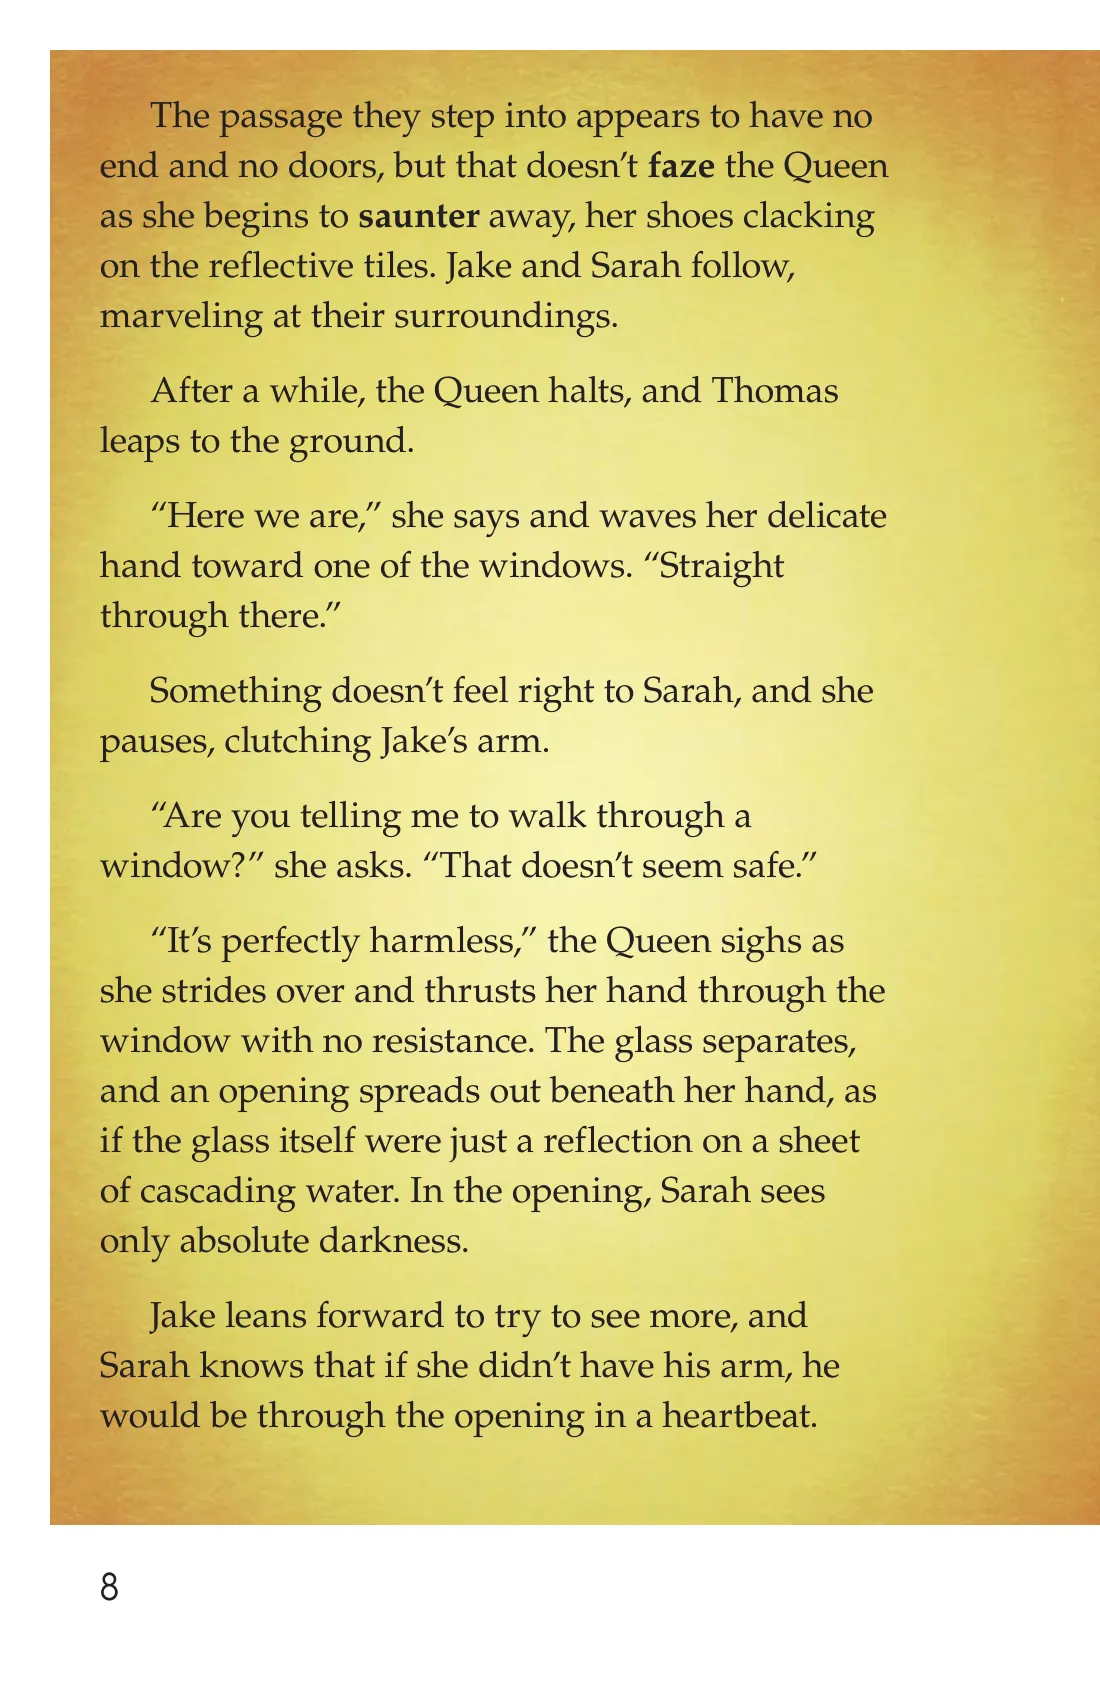 The passage they step into appears to have no
end and no doors, but that doesn’t faze the Queen
as she begins to saunter away, her shoes clacking
on the reflective tiles. Jake and Sarah follow,
marveling at their surroundings.
After a while, the Queen halts, and Thomas
leaps to the ground.
“Here we are,” she says and waves her delicate
hand toward one of the windows. “Straight
through there.”
Something doesn’t feel right to Sarah, and she
pauses, clutching Jake’s arm.
“Are you telling me to walk through a
window?” she asks. “That doesn’t seem safe.”
“It’s perfectly harmless,” the Queen sighs as
she strides over and thrusts her hand through the
window with no resistance. The glass separates,
and an opening spreads out beneath her hand, as
if the glass itself were just a reflection on a sheet
of cascading water. In the opening, Sarah sees
only absolute darkness.
Jake leans forward to try to see more, and
Sarah knows that if she didn’t have his arm, he
would be through the opening in a heartbeat.
8